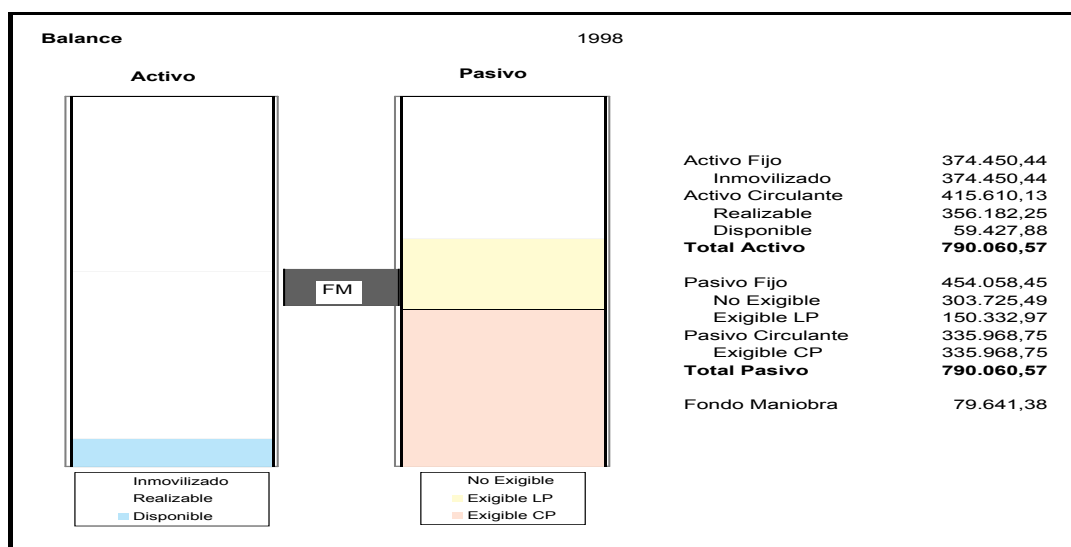 Balance 1998
Activo Pasivo
FM
Inmovilizado
Realizable
Disponible
No Exigible
Exigible LP
Exigible CP
Activo Fijo 374.450,44
Inmovilizado 374.450,44
Activo Circulante 415.610,13
Realizable 356.182,25
Disponible 59.427,88
Total Activo 790.060,57
Pasivo Fijo 454.058,45
No Exigible 303.725,49
Exigible LP 150.332,97
Pasivo Circulante 335.968,75
Exigible CP 335.968,75
Total Pasivo 790.060,57
Fondo Maniobra 79.641,38